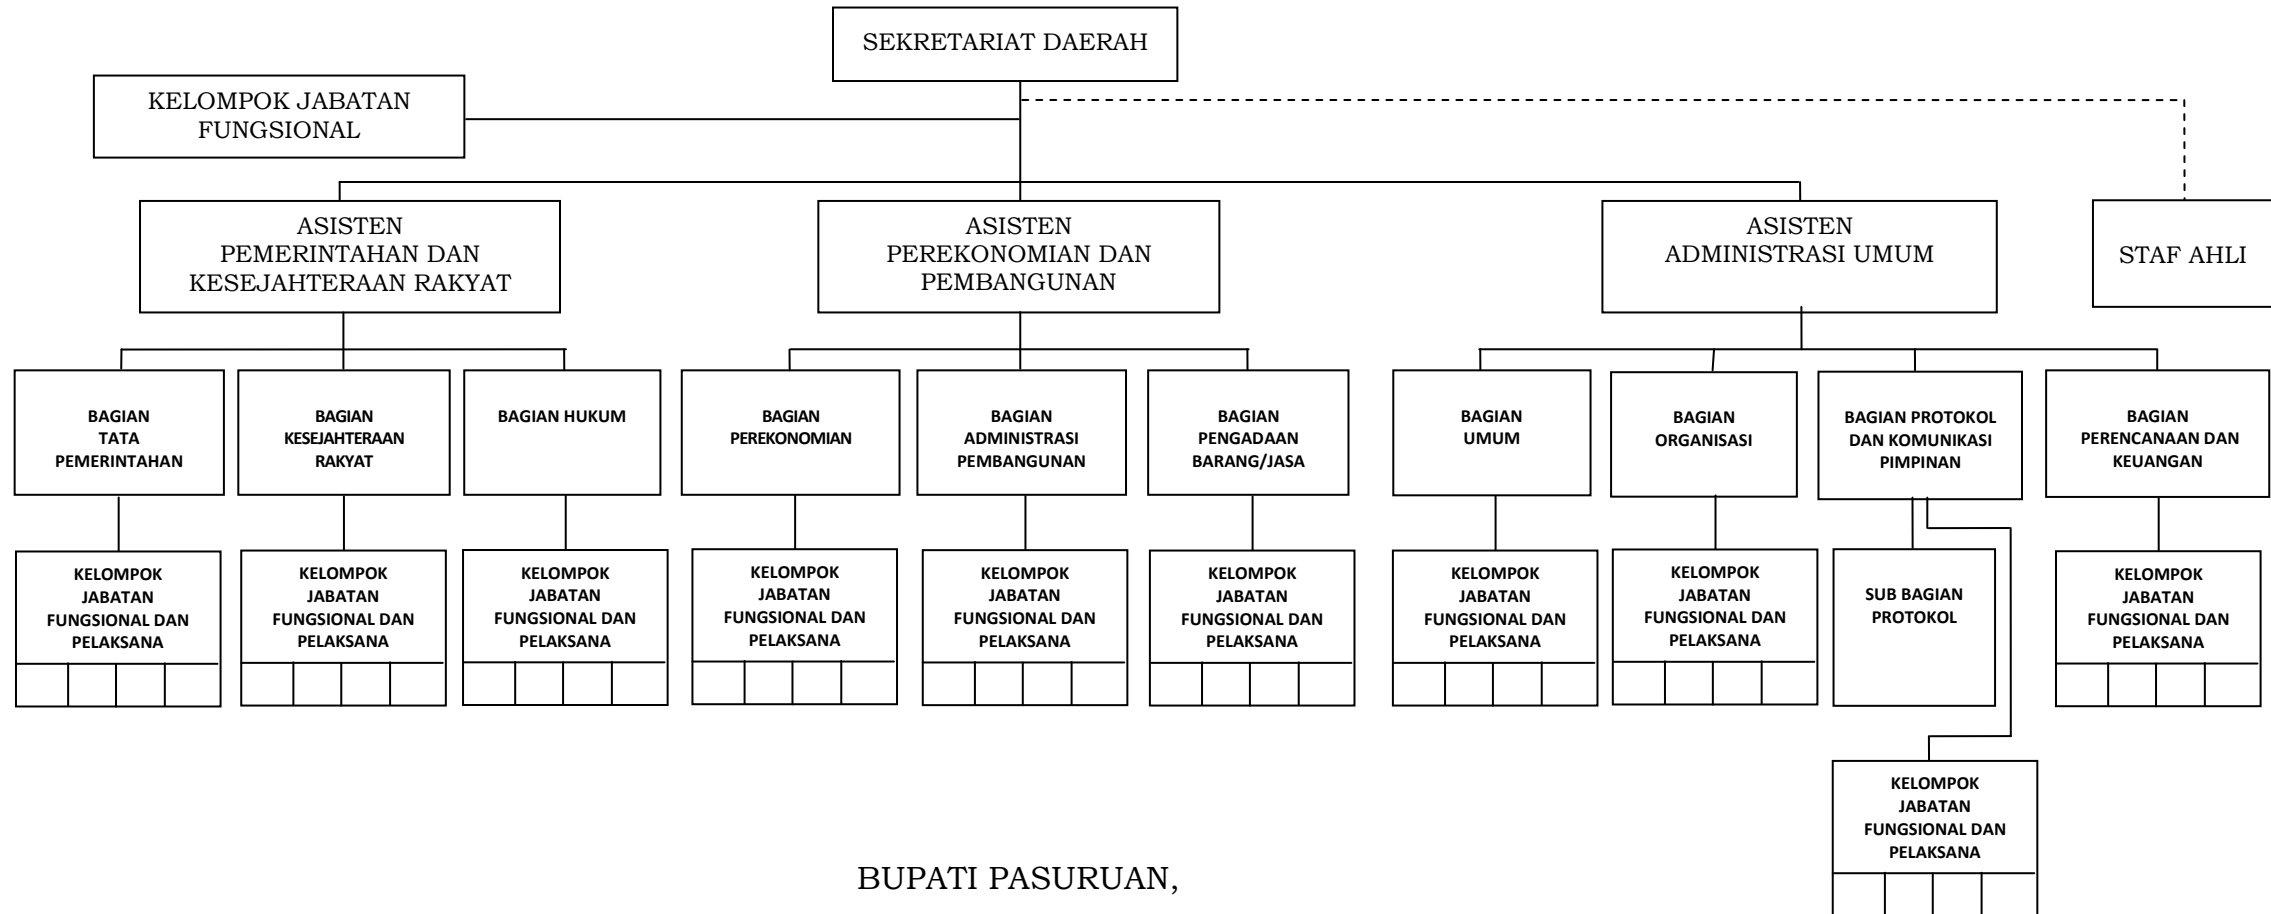 SEKRETARIAT DAERAH
KELOMPOK JABATAN
FUNGSIONAL
ASISTEN
PEMERINTAHAN DAN
KESEJAHTERAAN RAKYAT
ASISTEN
PEREKONOMIAN DAN
PEMBANGUNAN
ASISTEN
ADMINISTRASI UMUM
STAF AHLI
BAGIAN
TATA
PEMERINTAHAN
BAGIAN
KESEJAHTERAAN
RAKYAT
BAGIAN HUKUM
BAGIAN
PEREKONOMIAN
BAGIAN
ADMINISTRASI
PEMBANGUNAN
BAGIAN
PENGADAAN
BARANG/JASA
BAGIAN
UMUM
BAGIAN
ORGANISASI
BAGIAN PROTOKOL
DAN KOMUNIKASI
PIMPINAN
BAGIAN
PERENCANAAN DAN
KEUANGAN
KELOMPOK
JABATAN
FUNGSIONAL DAN
PELAKSANA
KELOMPOK
JABATAN
FUNGSIONAL DAN
PELAKSANA
KELOMPOK
JABATAN
FUNGSIONAL DAN
PELAKSANA
KELOMPOK
JABATAN
FUNGSIONAL DAN
PELAKSANA
KELOMPOK
JABATAN
FUNGSIONAL DAN
PELAKSANA
KELOMPOK
JABATAN
FUNGSIONAL DAN
PELAKSANA
KELOMPOK
JABATAN
FUNGSIONAL DAN
PELAKSANA
KELOMPOK
JABATAN
FUNGSIONAL DAN
PELAKSANA
SUB BAGIAN
PROTOKOL
KELOMPOK
JABATAN
FUNGSIONAL DAN
PELAKSANA
KELOMPOK
JABATAN
FUNGSIONAL DAN
PELAKSANA
BUPATI PASURUAN,